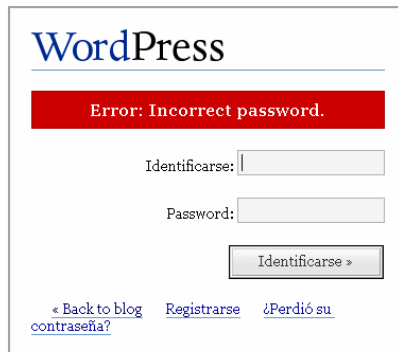 WordPress
Error: Incorrect password.
Identificarse:
Password:
Identificarse »
« Back to blog Registrarse ¿Perdió su
contraseña?